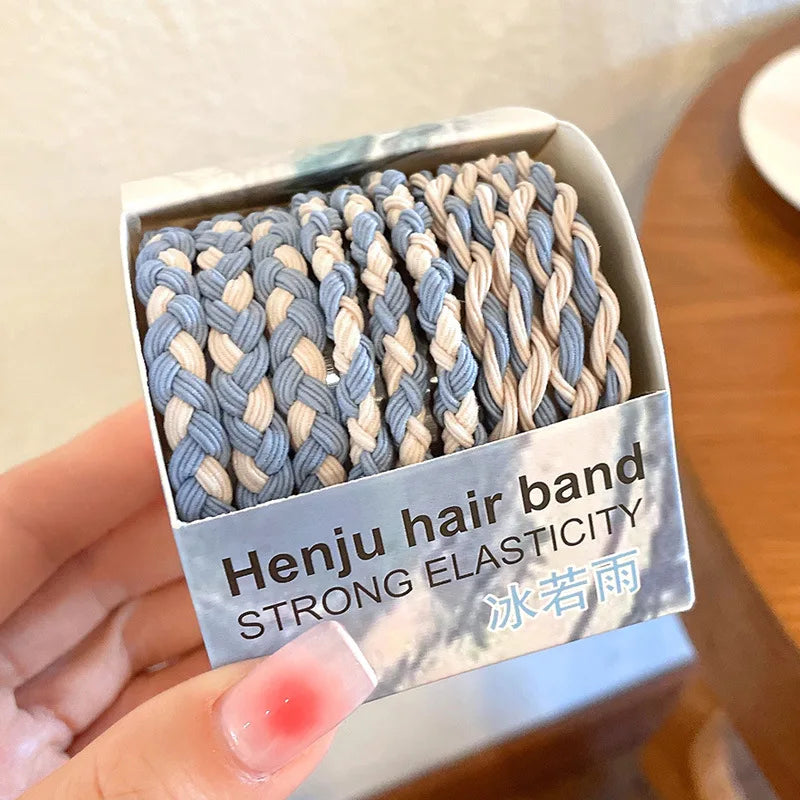 Henju hair band
STRONG ELASTICITY
冰若雨